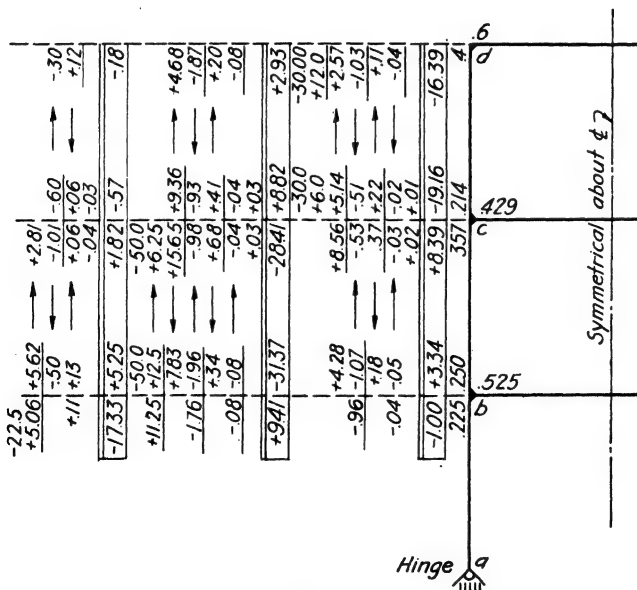 -22.5
+5.06 +5.62 +2.81
-.50 -1.01 -.60 -.30
+.11 +.13 +.06 +.06 +.12
-.04 -.03
-17.33 +5.25 +1.82 -.57 -.18
-50.0 -50.0
+11.25 +12.5 +6.25
+7.83 +15.65 +9.36 +4.68
-1.76 -1.96 -.98 -.93 -1.87
+.34 +.68 +.41 +.20
-.08 -.08 -.04 -.04 -.08
+.03 +.03
+9.41 -31.37 -28.41 +8.82 +2.93
-30.0 -30.00
+6.0 +12.0
+4.28 +8.56 +5.14 +2.57
-.96 -1.07 -.53 -.51 -1.03
+.18 .37 +.22 +.11
-.04 -.05 -.03 -.02 -.04
+.02 +.01
-1.00 +3.34 +8.39 -19.16 -16.39
.225 .250 .357 .214 .4
.6
d
.429
c
.525
b
Hinge a
Symmetrical about ℄